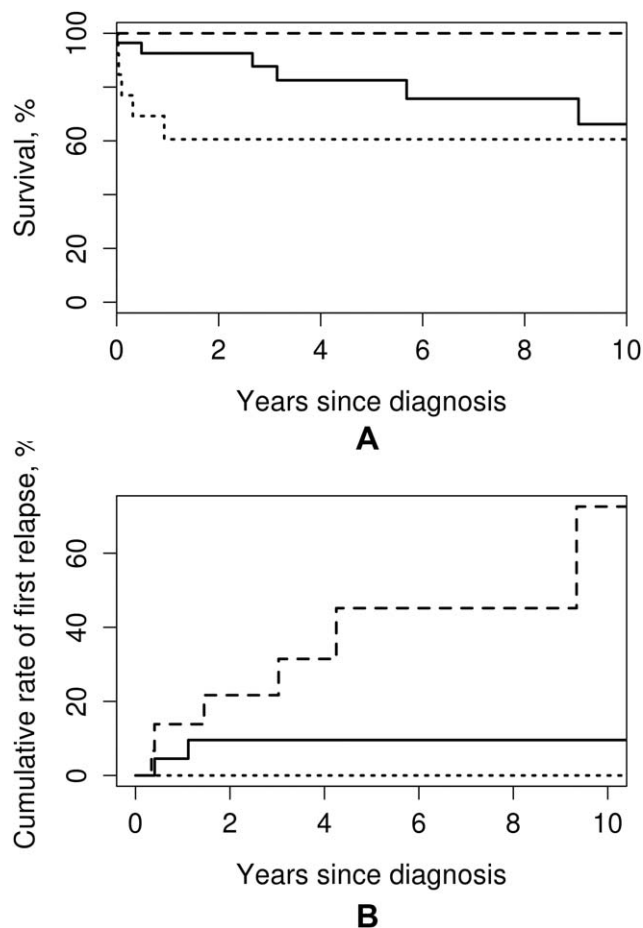 Survival, %
100
60
20
0
0 2 4 6 8 10
Years since diagnosis
A
Cumulative rate of first relapse, %
60
40
20
0
0 2 4 6 8 10
Years since diagnosis
B